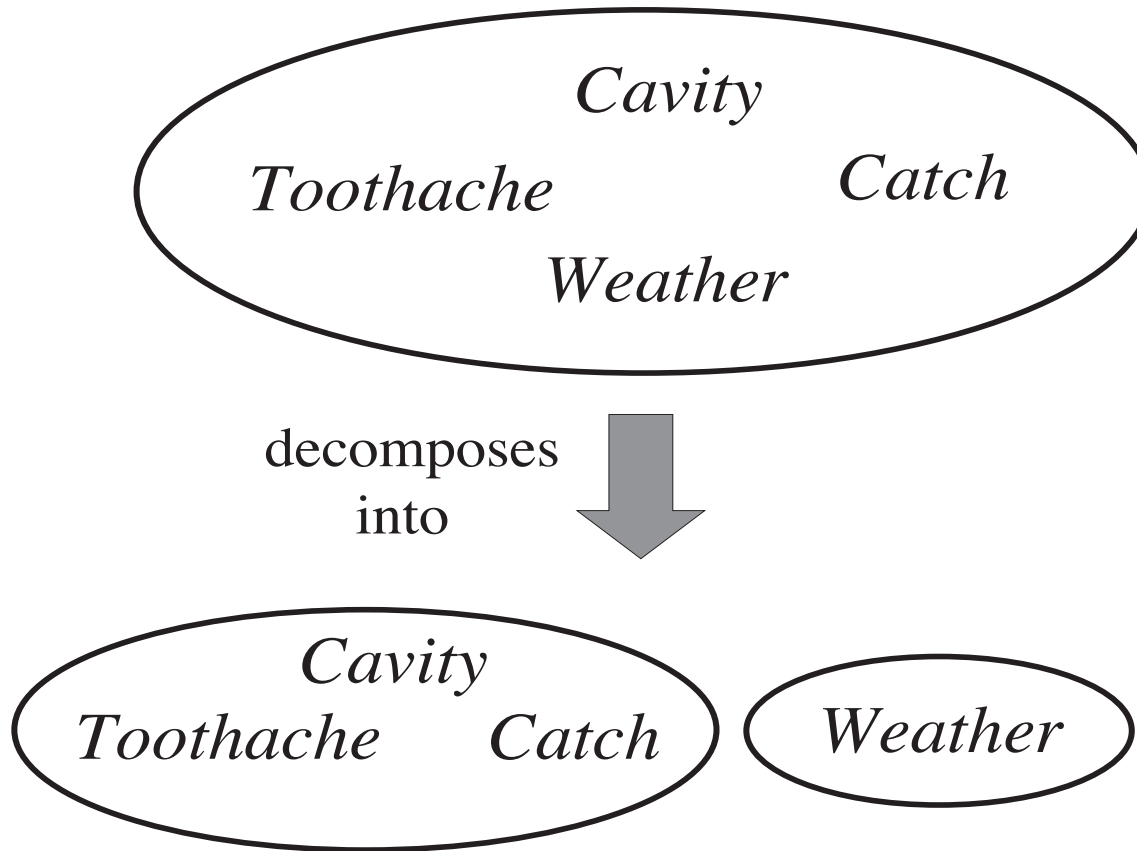 Cavity
Toothache
Catch
Weather
decomposes
into
Cavity
Toothache Catch
Weather